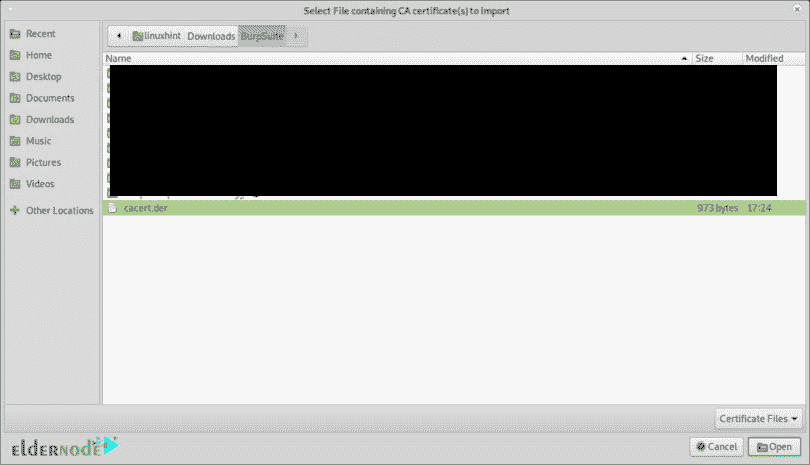 Select File containing CA certificate(s) to import
Recent
Home
Desktop
Documents
Downloads
Music
Pictures
Videos
Other Locations
linuxhint Downloads BurpSuite
Name Size Modified
cacert.der 973 bytes 17:24
Certificate Files
eldernode
Cancel Open